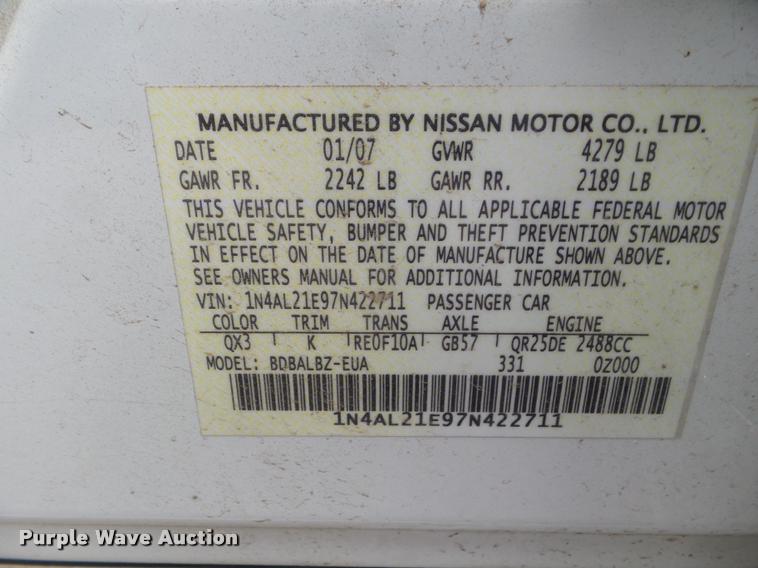 MANUFACTURED BY NISSAN MOTOR CO., LTD.
DATE 01/07 GVWR 4279 LB
GAWR FR. 2242 LB GAWR RR. 2189 LB
THIS VEHICLE CONFORMS TO ALL APPLICABLE FEDERAL MOTOR
VEHICLE SAFETY, BUMPER AND THEFT PREVENTION STANDARDS
IN EFFECT ON THE DATE OF MANUFACTURE SHOWN ABOVE.
SEE OWNERS MANUAL FOR ADDITIONAL INFORMATION.
VIN: 1N4AL21E97N422711 PASSENGER CAR
COLOR TRIM TRANS AXLE ENGINE
QX3 K RE0F10A GB57 QR25DE 2488CC
MODEL: BDBALBZ-EUA 331 0Z000
1N4AL21E97N422711
Purple Wave Auction